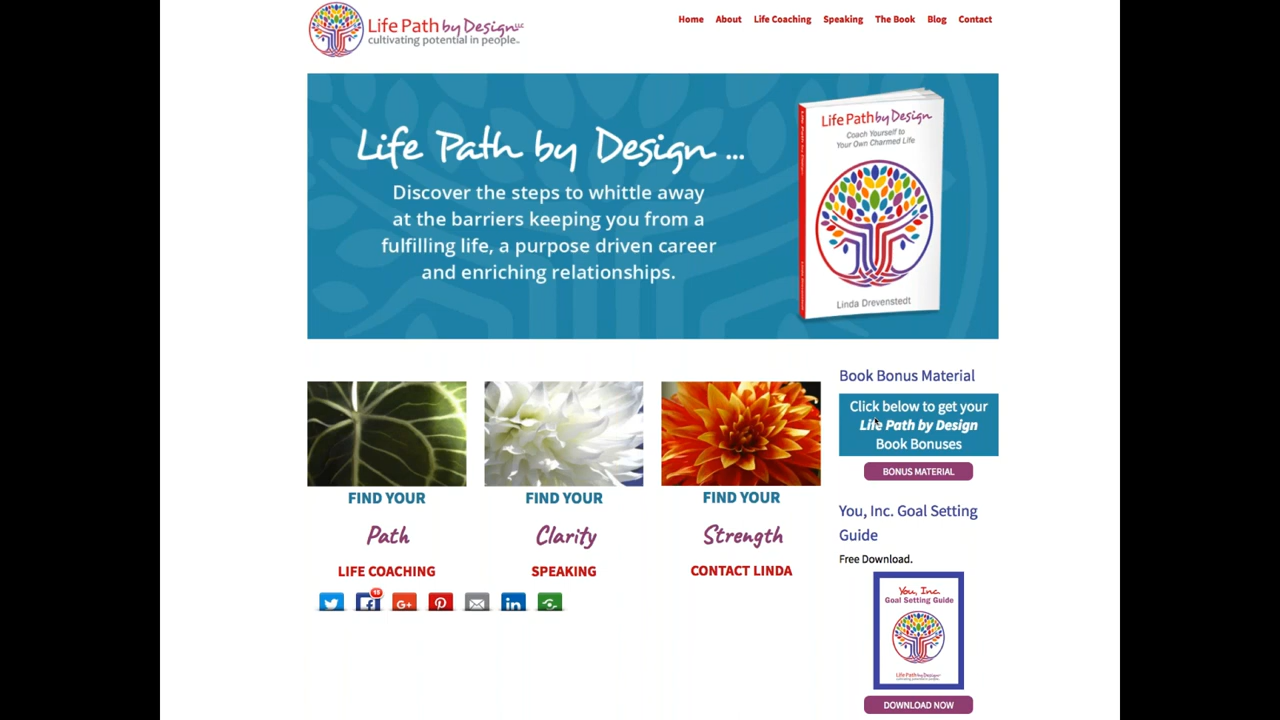 Life Path by Design LLC
cultivating potential in people™
Home About Life Coaching Speaking The Book Blog Contact
Life Path by Design ...
Discover the steps to whittle away
at the barriers keeping you from a
fulfilling life, a purpose driven career
and enriching relationships.
Life Path by Design
Coach Yourself to
Your Own Charmed Life
Linda Drevenstedt
Book Bonus Material
Click below to get your
Life Path by Design
Book Bonuses
BONUS MATERIAL
FIND YOUR
Path
LIFE COACHING
FIND YOUR
Clarity
SPEAKING
FIND YOUR
Strength
CONTACT LINDA
You, Inc. Goal Setting
Guide
Free Download.
You, Inc.
Goal Setting Guide
Life Path by Design
DOWNLOAD NOW